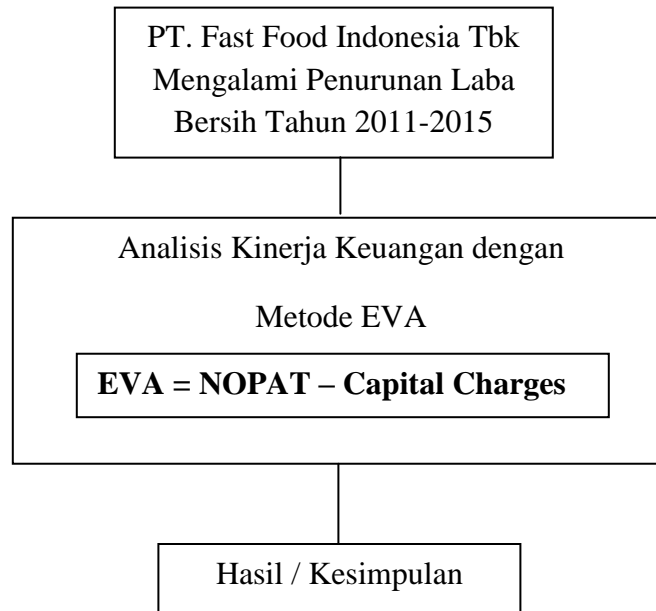 PT. Fast Food Indonesia Tbk
Mengalami Penurunan Laba
Bersih Tahun 2011-2015
Analisis Kinerja Keuangan dengan
Metode EVA
EVA = NOPAT – Capital Charges
Hasil / Kesimpulan